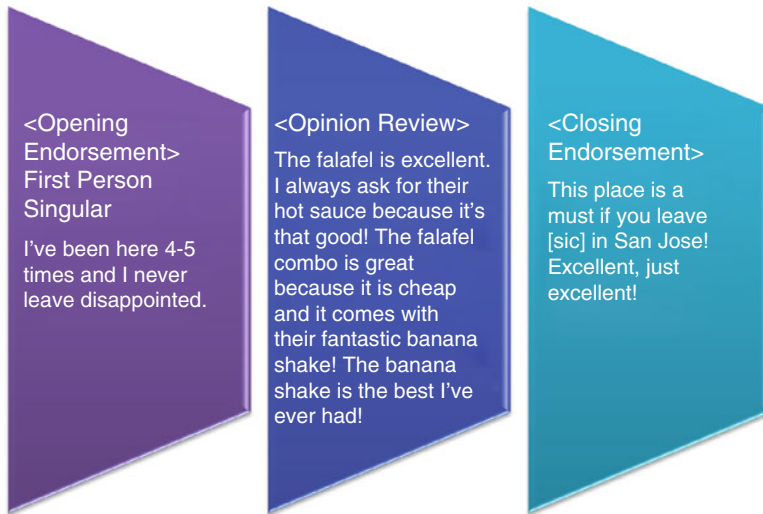 <Opening
Endorsement>
First Person
Singular
I’ve been here 4-5
times and I never
leave disappointed.
<Opinion Review>
The falafel is excellent.
I always ask for their
hot sauce because it’s
that good! The falafel
combo is great
because it is cheap
and it comes with
their fantastic banana
shake! The banana
shake is the best I’ve
ever had!
<Closing
Endorsement>
This place is a
must if you leave
[sic] in San Jose!
Excellent, just
excellent!